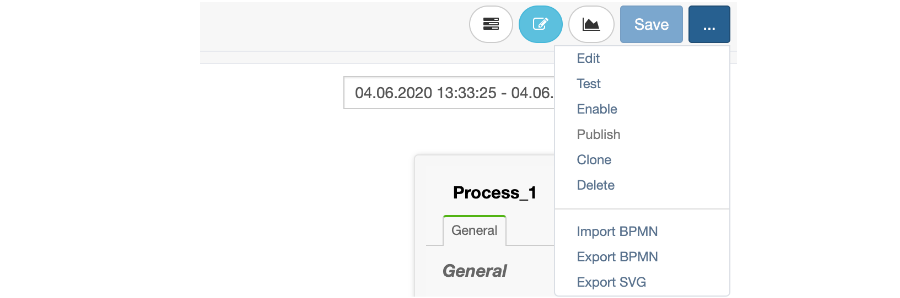 Save
...
Edit
Test
Enable
Publish
Clone
Delete
Import BPMN
Export BPMN
Export SVG
04.06.2020 13:33:25 - 04.06.
Process_1
General
General